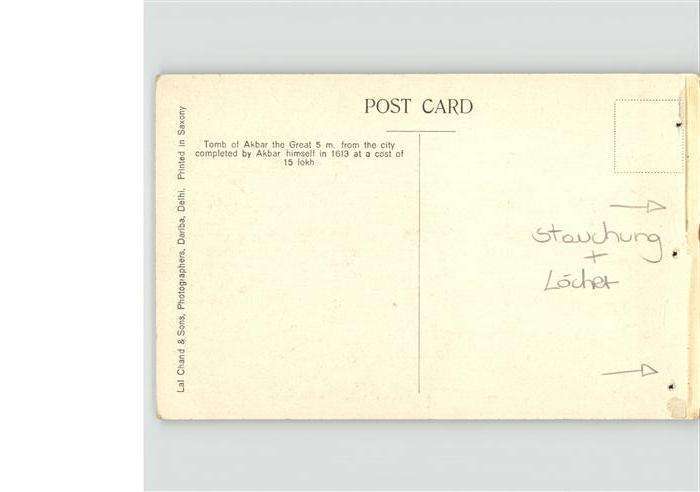 POST CARD
Tomb of Akbar the Great 5 m. from the city
completed by Akbar himself in 1613 at a cost of
15 lakh
Lal Chand & Sons, Photographers, Dariba, Delhi. Printed in Saxony
Stauchung
+
Löcher